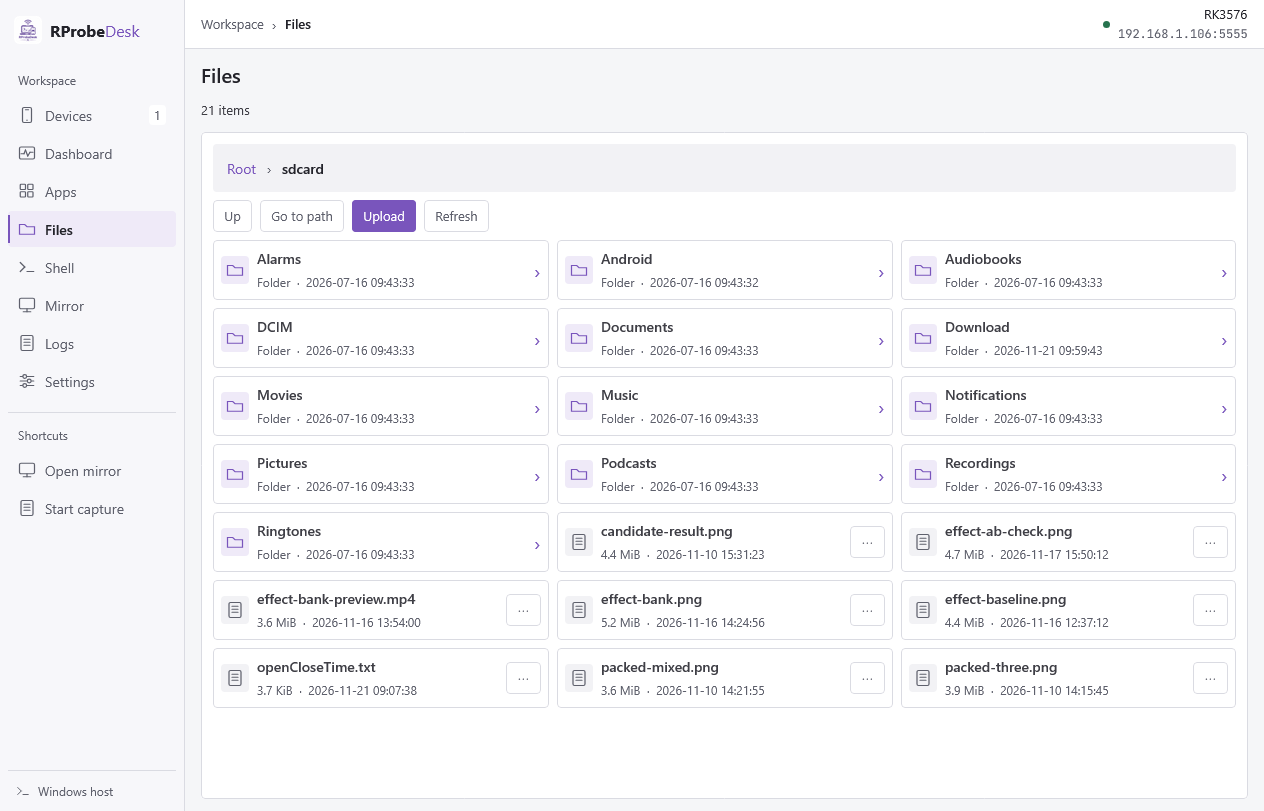 RProbeDesk
Workspace
Devices 1
Dashboard
Apps
Files
Shell
Mirror
Logs
Settings
Shortcuts
Open mirror
Start capture
>_ Windows host
Workspace › Files
RK3576
192.168.1.106:5555
Files
21 items
Root › sdcard
Up Go to path Upload Refresh
Alarms
Folder · 2026-07-16 09:43:33
Android
Folder · 2026-07-16 09:43:32
Audiobooks
Folder · 2026-07-16 09:43:33
DCIM
Folder · 2026-07-16 09:43:33
Documents
Folder · 2026-07-16 09:43:33
Download
Folder · 2026-11-21 09:59:43
Movies
Folder · 2026-07-16 09:43:33
Music
Folder · 2026-07-16 09:43:33
Notifications
Folder · 2026-07-16 09:43:33
Pictures
Folder · 2026-07-16 09:43:33
Podcasts
Folder · 2026-07-16 09:43:33
Recordings
Folder · 2026-07-16 09:43:33
Ringtones
Folder · 2026-07-16 09:43:33
candidate-result.png
4.4 MiB · 2026-11-10 15:31:23
...
effect-ab-check.png
4.7 MiB · 2026-11-17 15:50:12
...
effect-bank-preview.mp4
3.6 MiB · 2026-11-16 13:54:00
...
effect-bank.png
5.2 MiB · 2026-11-16 14:24:56
...
effect-baseline.png
4.4 MiB · 2026-11-16 12:37:12
...
openCloseTime.txt
3.7 KiB · 2026-11-21 09:07:38
...
packed-mixed.png
3.6 MiB · 2026-11-10 14:21:55
...
packed-three.png
3.9 MiB · 2026-11-10 14:15:45
...